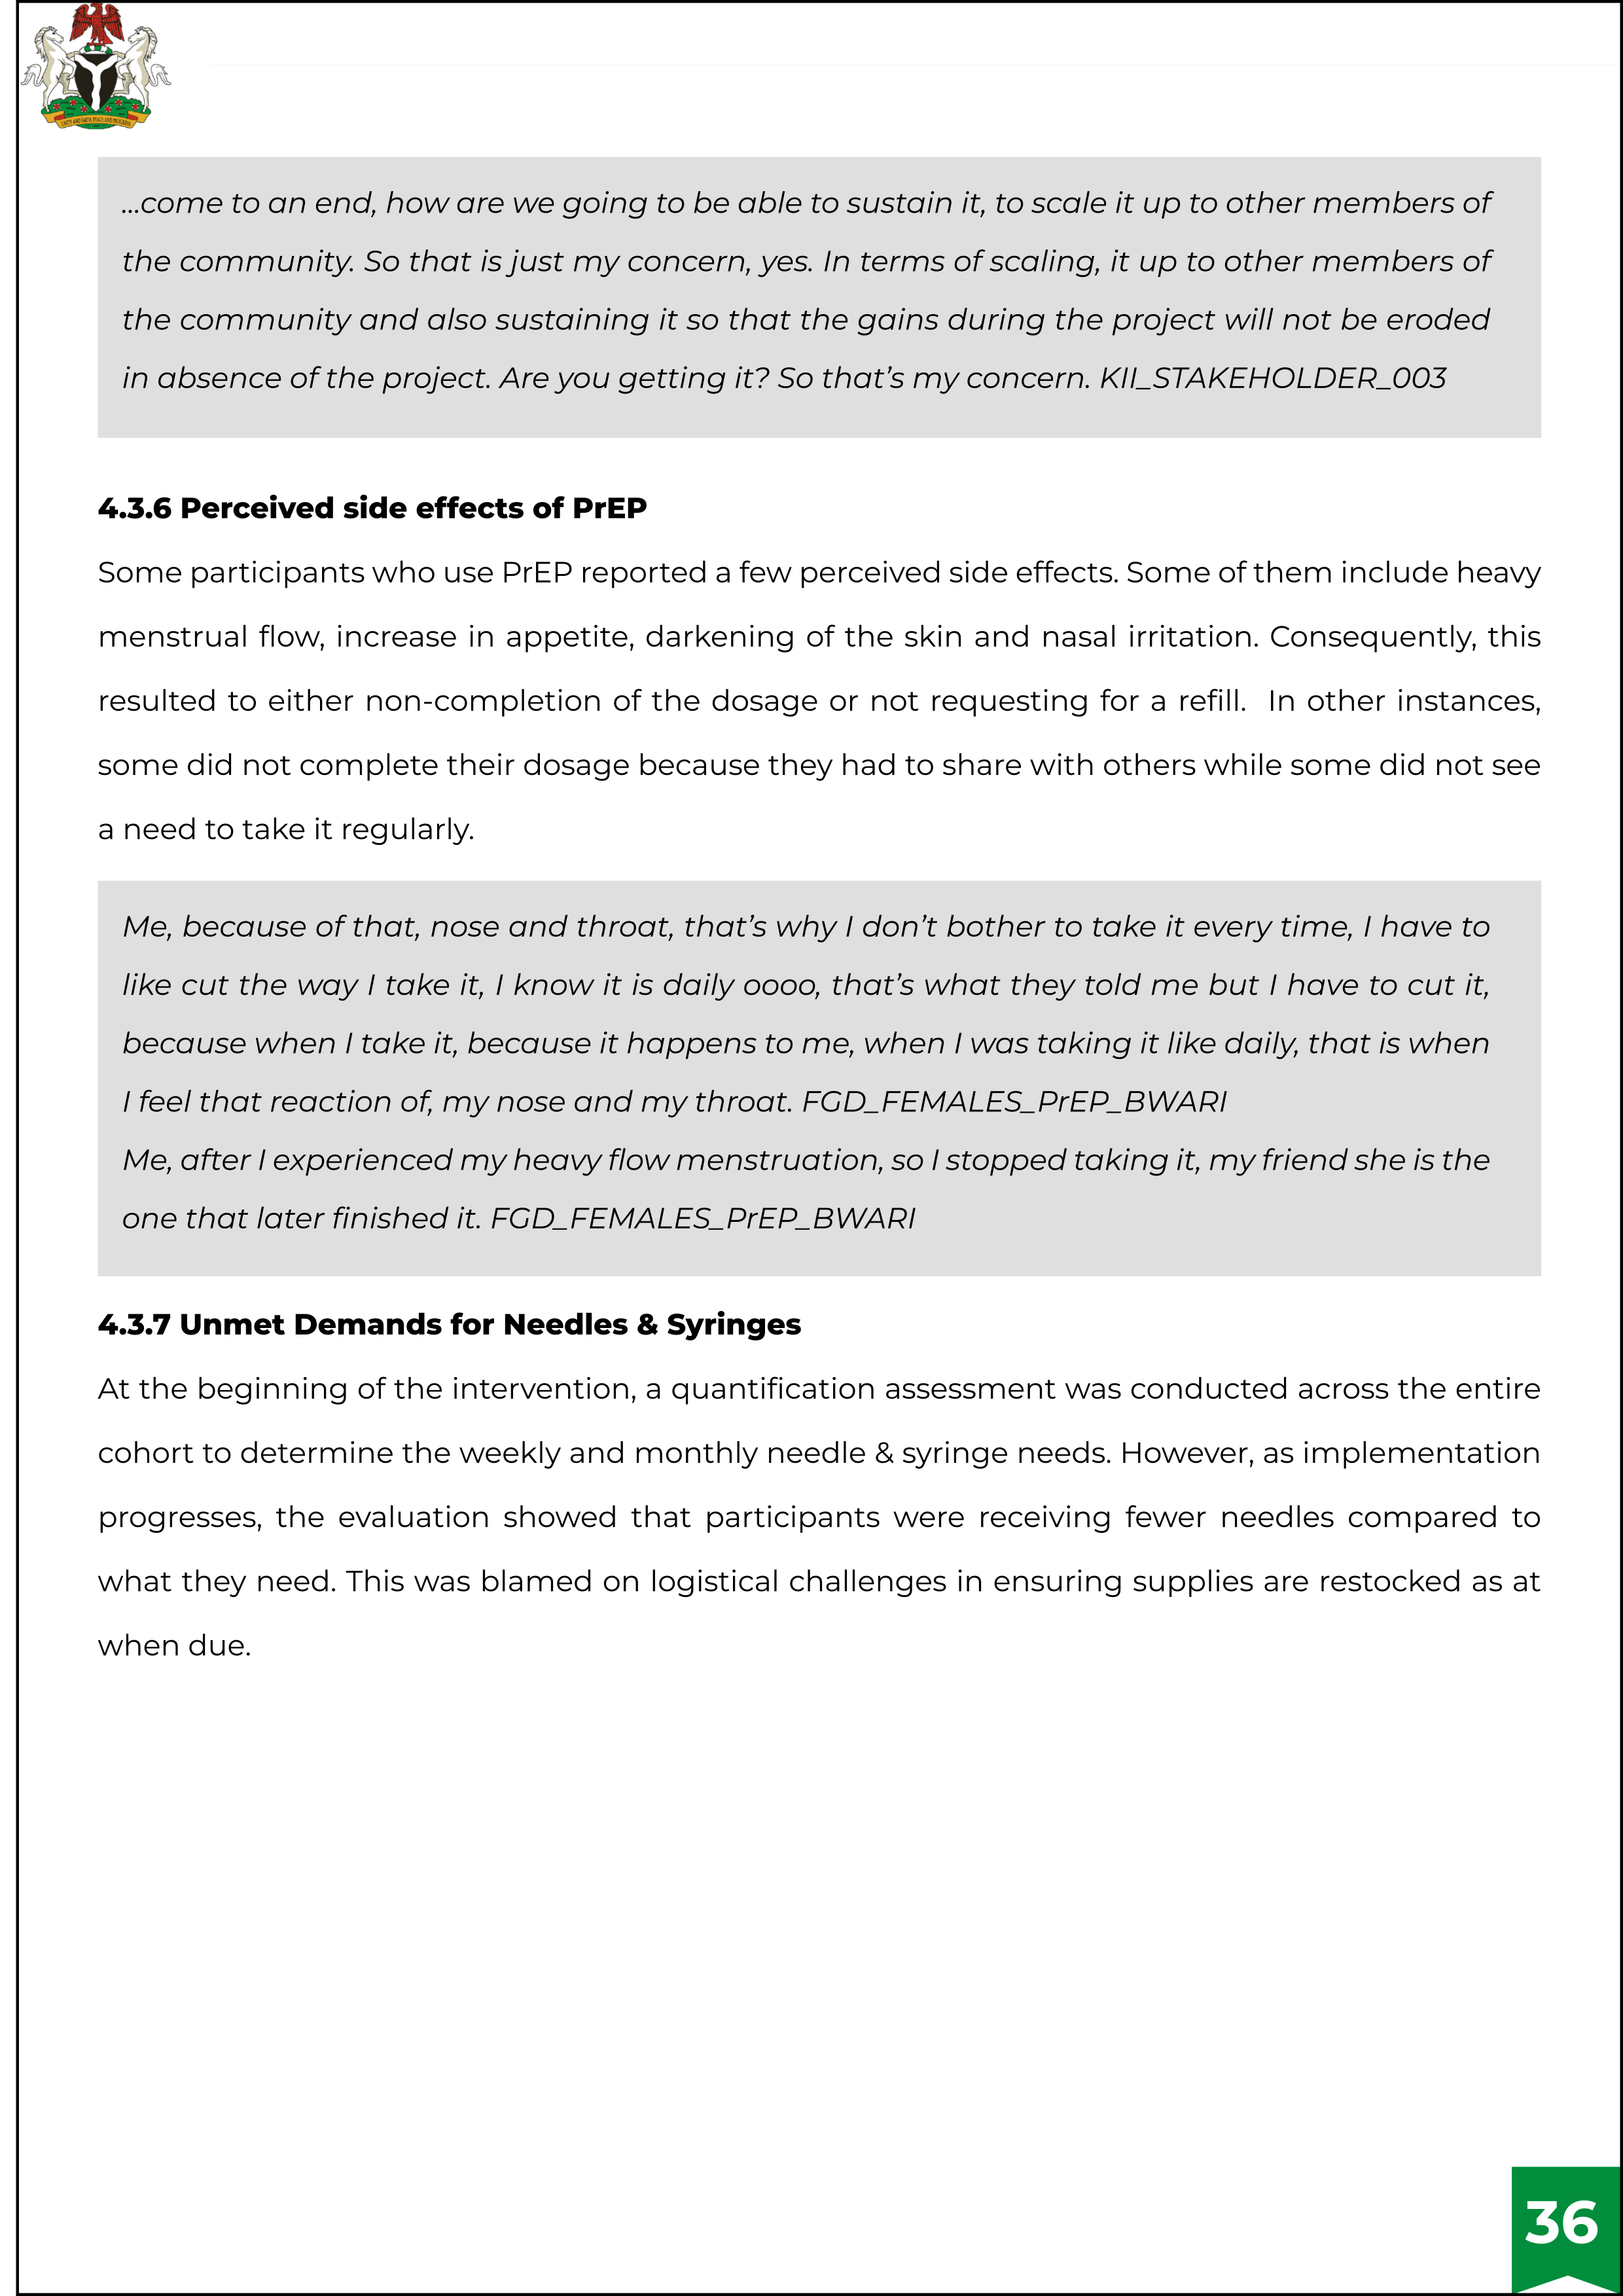 UNITY AND FAITH, PEACE AND PROGRESS
...come to an end, how are we going to be able to sustain it, to scale it up to other members of
the community. So that is just my concern, yes. In terms of scaling, it up to other members of
the community and also sustaining it so that the gains during the project will not be eroded
in absence of the project. Are you getting it? So that’s my concern. KII_STAKEHOLDER_003
4.3.6 Perceived side effects of PrEP
Some participants who use PrEP reported a few perceived side effects. Some of them include heavy
menstrual flow, increase in appetite, darkening of the skin and nasal irritation. Consequently, this
resulted to either non-completion of the dosage or not requesting for a refill. In other instances,
some did not complete their dosage because they had to share with others while some did not see
a need to take it regularly.
Me, because of that, nose and throat, that’s why I don’t bother to take it every time, I have to
like cut the way I take it, I know it is daily oooo, that’s what they told me but I have to cut it,
because when I take it, because it happens to me, when I was taking it like daily, that is when
I feel that reaction of, my nose and my throat. FGD_FEMALES_PrEP_BWARI
Me, after I experienced my heavy flow menstruation, so I stopped taking it, my friend she is the
one that later finished it. FGD_FEMALES_PrEP_BWARI
4.3.7 Unmet Demands for Needles & Syringes
At the beginning of the intervention, a quantification assessment was conducted across the entire
cohort to determine the weekly and monthly needle & syringe needs. However, as implementation
progresses, the evaluation showed that participants were receiving fewer needles compared to
what they need. This was blamed on logistical challenges in ensuring supplies are restocked as at
when due.
36